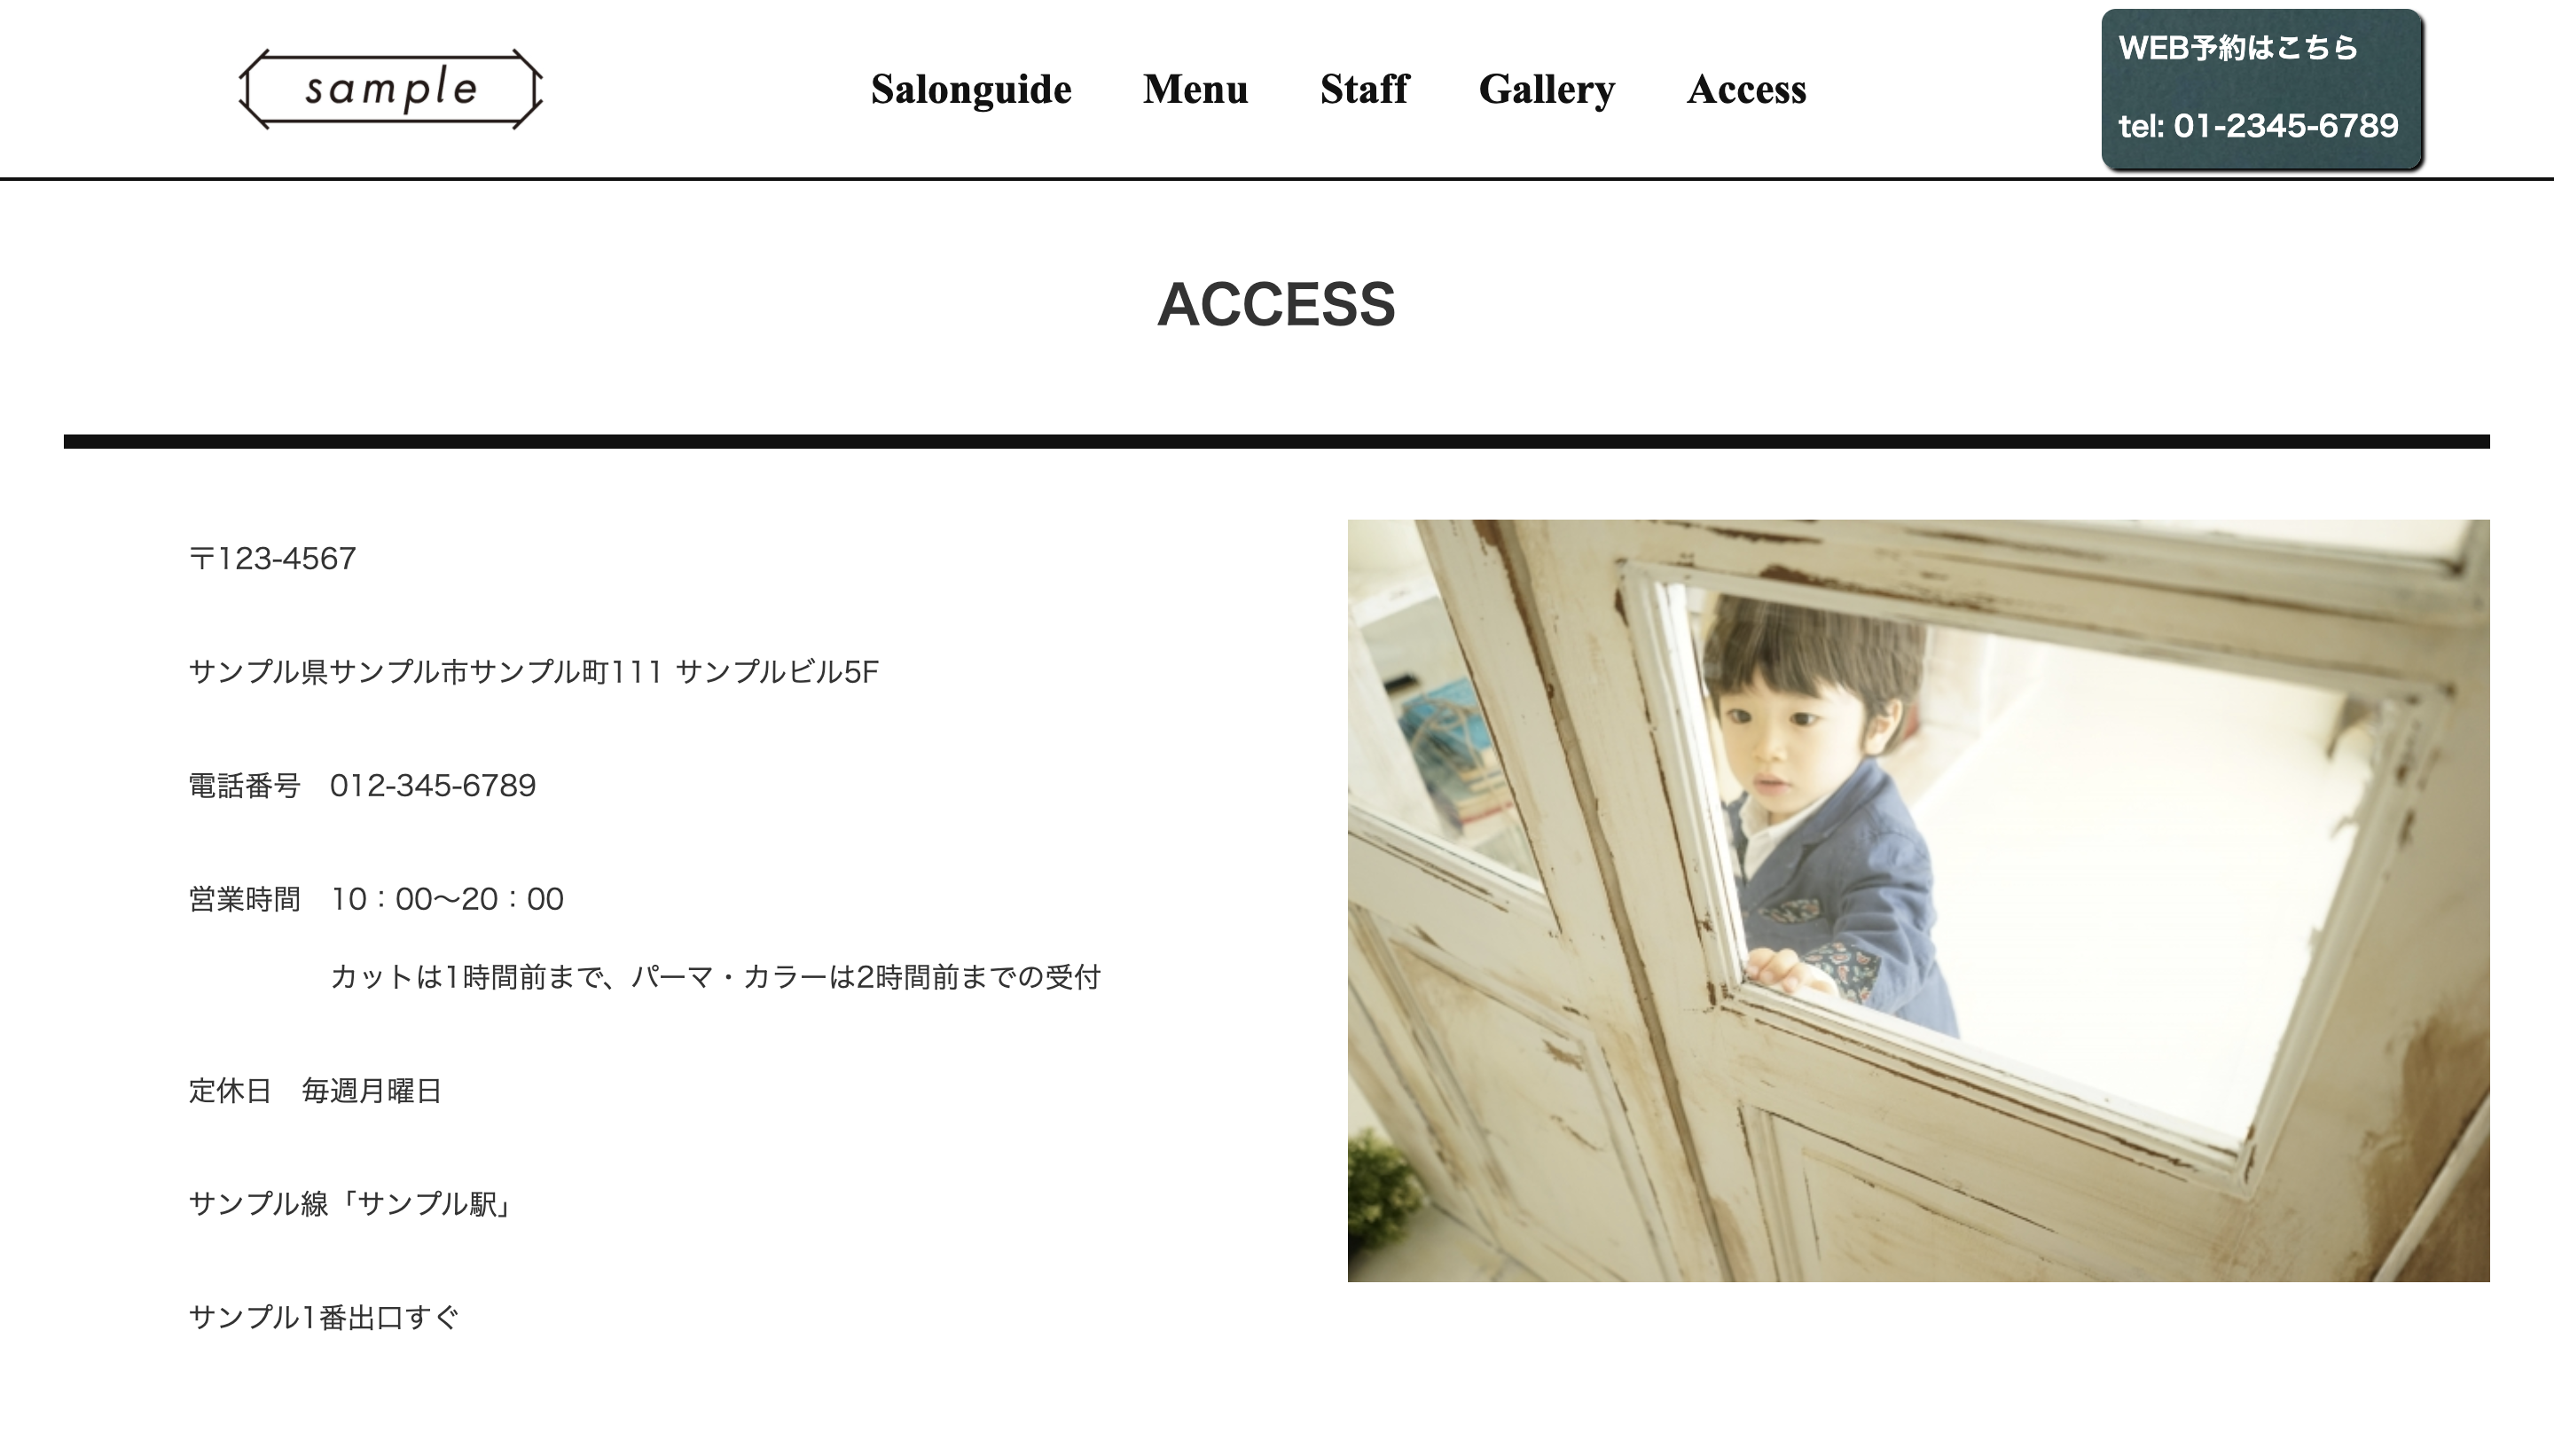 sample
Salonguide Menu Staff Gallery Access
WEB予約はこちら
tel: 01-2345-6789
ACCESS
〒123-4567
サンプル県サンプル市サンプル町111 サンプルビル5F
電話番号　012-345-6789
営業時間　10：00〜20：00
カットは1時間前まで、パーマ・カラーは2時間前までの受付
定休日　毎週月曜日
サンプル線「サンプル駅」
サンプル1番出口すぐ